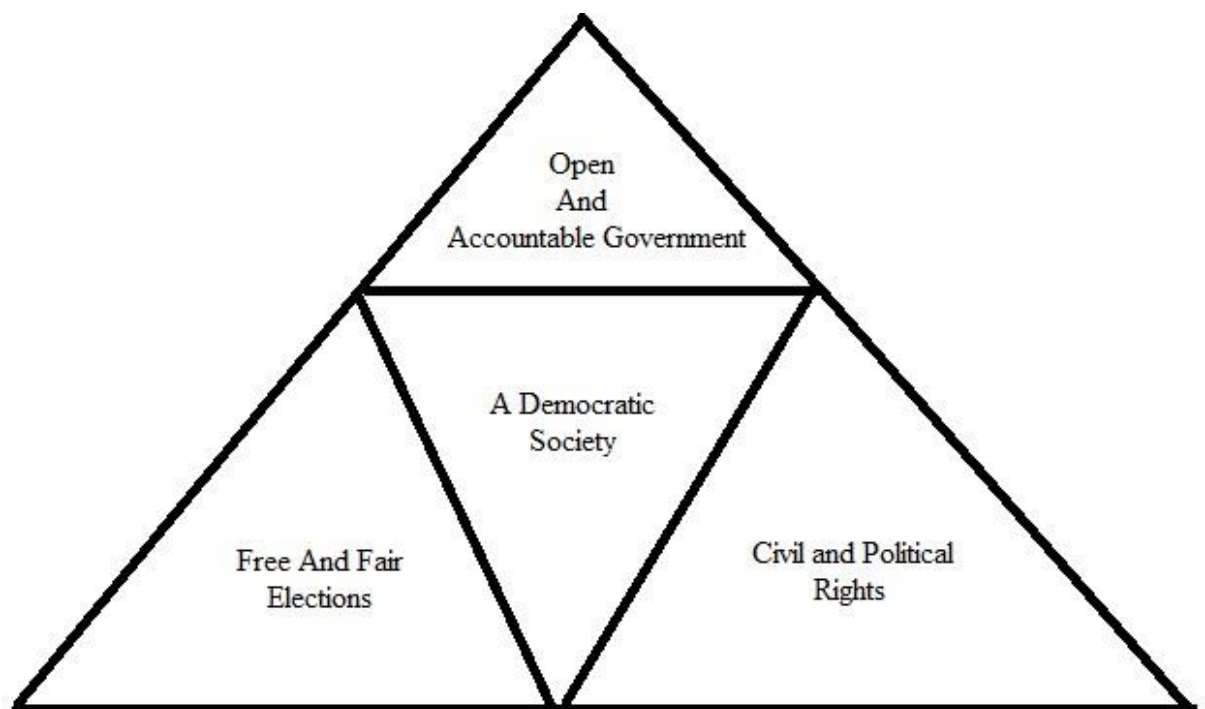 Open
And
Accountable Government
A Democratic
Society
Free And Fair
Elections
Civil and Political
Rights